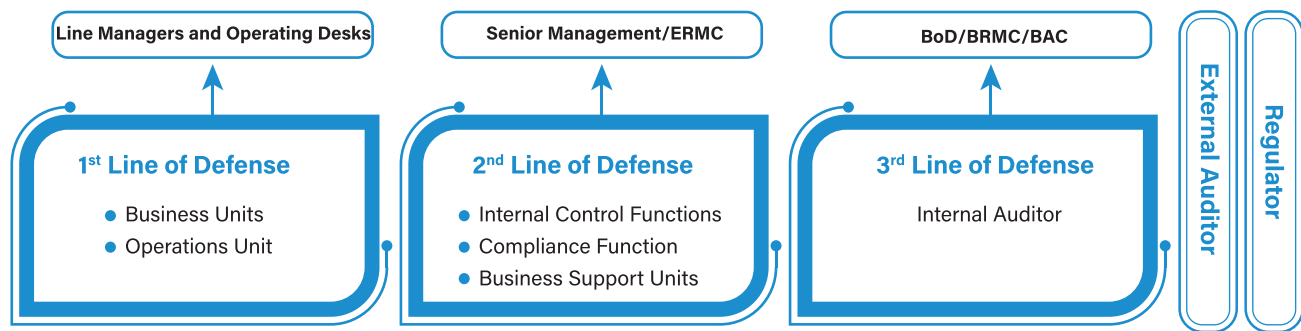 Line Managers and Operating Desks
Senior Management/ERMC
BoD/BRMC/BAC
1st Line of Defense
• Business Units
• Operations Unit
2nd Line of Defense
• Internal Control Functions
• Compliance Function
• Business Support Units
3rd Line of Defense
Internal Auditor
External Auditor
Regulator